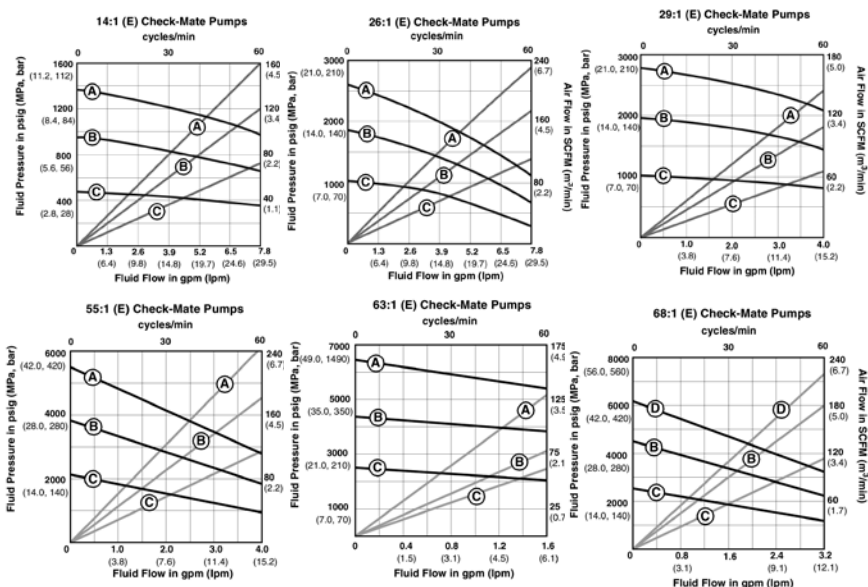 14:1 (E) Check-Mate Pumps
cycles/min
0 30 60
Fluid Pressure in psig (MPa, bar)
1600
(11.2, 112)
1200
(8.4, 84)
800
(5.6, 56)
400
(2.8, 28)
A
B
C
A
B
C
160
(4.5
120
(3.4
80
(2.2)
40
(1.1)
0 1.3 2.6 3.9 5.2 6.5 7.8
(6.4) (9.8) (14.8) (19.7) (24.6) (29.5)
Fluid Flow in gpm (lpm)
26:1 (E) Check-Mate Pumps
cycles/min
0 30 60
Fluid Pressure in psig (MPa, bar)
3000
(21.0, 210)
2000
(14.0, 140)
1000
(7.0, 70)
A
B
C
A
B
C
240
(6.7)
160
(4.5)
80
(2.2)
Air Flow in SCFM (m³/min)
0 1.3 2.6 3.9 5.2 6.5 7.8
(6.4) (9.8) (14.8) (19.7) (24.6) (29.5)
Fluid Flow in gpm (lpm)
29:1 (E) Check-Mate Pumps
cycles/min
0 30 60
Fluid Pressure in psig (MPa, bar)
3000
(21.0, 210)
2000
(14.0, 140)
1000
(7.0, 70)
A
B
C
A
B
C
180
(5.0)
120
(3.4)
60
(2.2)
Air Flow in SCFM (m³/min)
0 1.0 2.0 3.0 4.0
(3.8) (7.6) (11.4) (15.2)
Fluid Flow in gpm (lpm)
55:1 (E) Check-Mate Pumps
cycles/min
0 30 60
Fluid Pressure in psig (MPa, bar)
6000
(42.0, 420)
4000
(28.0, 280)
2000
(14.0, 140)
A
B
C
A
B
C
240
(6.7)
160
(4.5)
80
(2.2)
0 1.0 2.0 3.0 4.0
(3.8) (7.6) (11.4) (15.2)
Fluid Flow in gpm (lpm)
63:1 (E) Check-Mate Pumps
cycles/min
0 30 60
Fluid Pressure in psig (MPa, bar)
7000
(49.0, 1490)
5000
(35.0, 350)
3000
(21.0, 210)
1000
(7.0, 70)
A
B
C
A
B
C
175
(4.9
125
(3.5
75
(2.1
25
(0.7
0 0.4 0.8 1.2 1.6
(1.5) (3.1) (4.5) (6.1)
Fluid Flow in gpm (lpm)
68:1 (E) Check-Mate Pumps
cycles/min
0 30 60
Fluid Pressure in psig (MPa, bar)
8000
(56.0, 560)
6000
(42.0, 420)
4000
(28.0, 280)
2000
(14.0, 140)
D
B
C
D
B
C
240
(6.7)
180
(5.0)
120
(3.4)
60
(1.7)
Air Flow in SCFM (m³/min)
0 0.8 1.6 2.4 3.2
(3.1) (9.1) (12.1)
Fluid Flow in gpm (lpm)